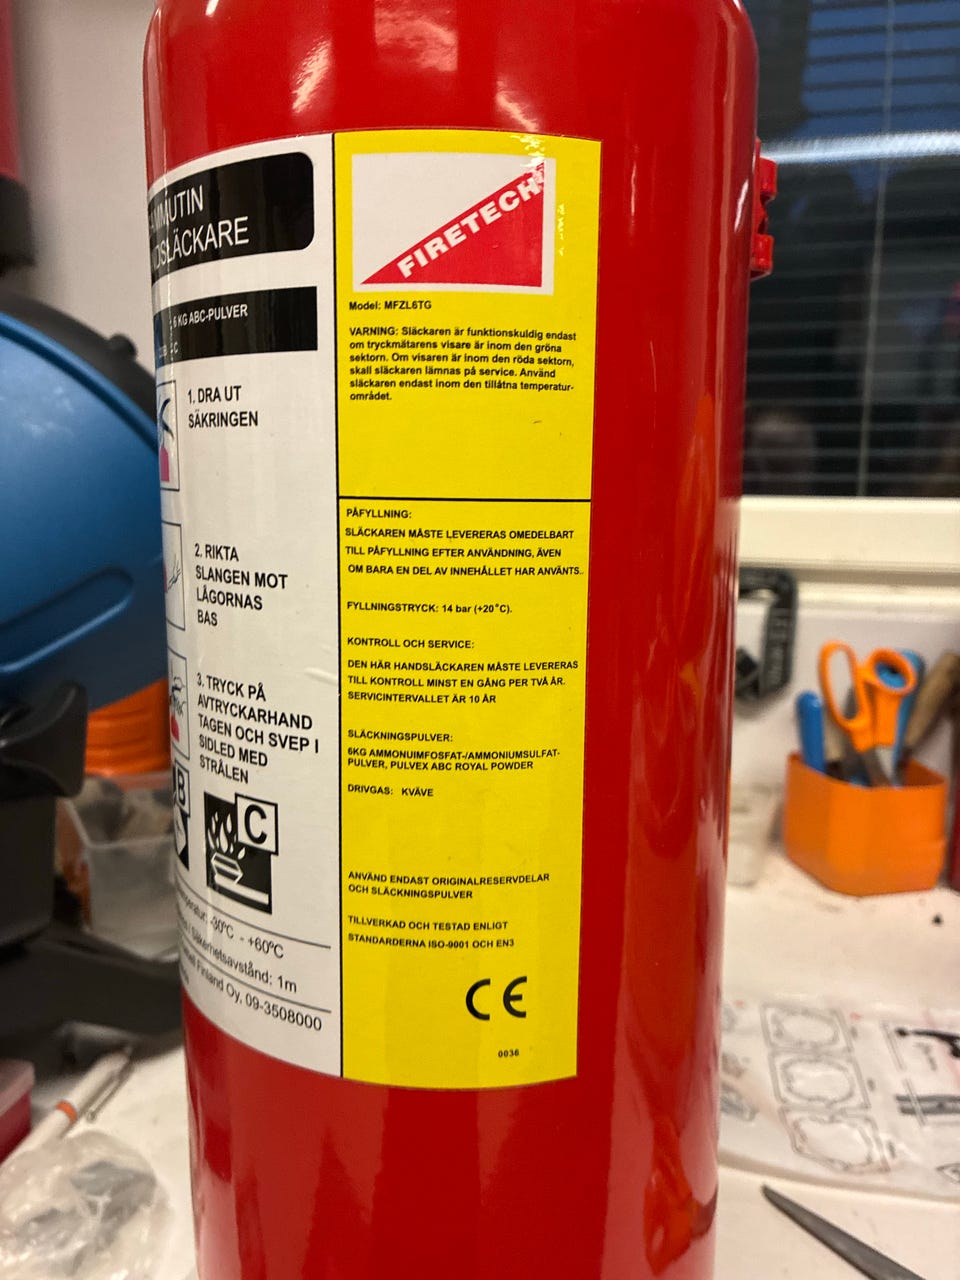 SLÄCKARE
6 KG ABC-PULVER
C
1. DRA UT
SÄKRINGEN
2. RIKTA
SLANGEN MOT
LÅGORNAS
BAS
3. TRYCK PÅ
AVTRYCKARHAND
TAGEN OCH SVEP I
SIDLED MED
STRÅLEN
B
C
-30°C - +60°C
Säkerhetsavstånd: 1m
Finland Oy, 09-3508000
FIRETECH
Model: MFZL6TG
VARNING: Släckaren är funktionskuldig endast
om tryckmätarens visare är inom den gröna
sektorn. Om visaren är inom den röda sektorn,
skall släckaren lämnas på service. Använd
släckaren endast inom den tillåtna temperatur-
området.
PÅFYLLNING:
SLÄCKAREN MÅSTE LEVERERAS OMEDELBART
TILL PÅFYLLNING EFTER ANVÄNDNING, ÄVEN
OM BARA EN DEL AV INNEHÅLLET HAR ANVÄNTS..
FYLLNINGSTRYCK: 14 bar (+20°C).
KONTROLL OCH SERVICE:
DEN HÄR HANDSLÄCKAREN MÅSTE LEVERERAS
TILL KONTROLL MINST EN GÅNG PER TVÅ ÅR.
SERVICINTERVALLET ÄR 10 ÅR
SLÄCKNINGSPULVER:
6KG AMMONUIMFOSFAT-/AMMONIUMSULFAT-
PULVER, PULVEX ABC ROYAL POWDER
DRIVGAS: KVÄVE
ANVÄND ENDAST ORIGINALRESERVDELAR
OCH SLÄCKNINGSPULVER
TILLVERKAD OCH TESTAD ENLIGT
STANDARDERNA ISO-9001 OCH EN3
CE
0036